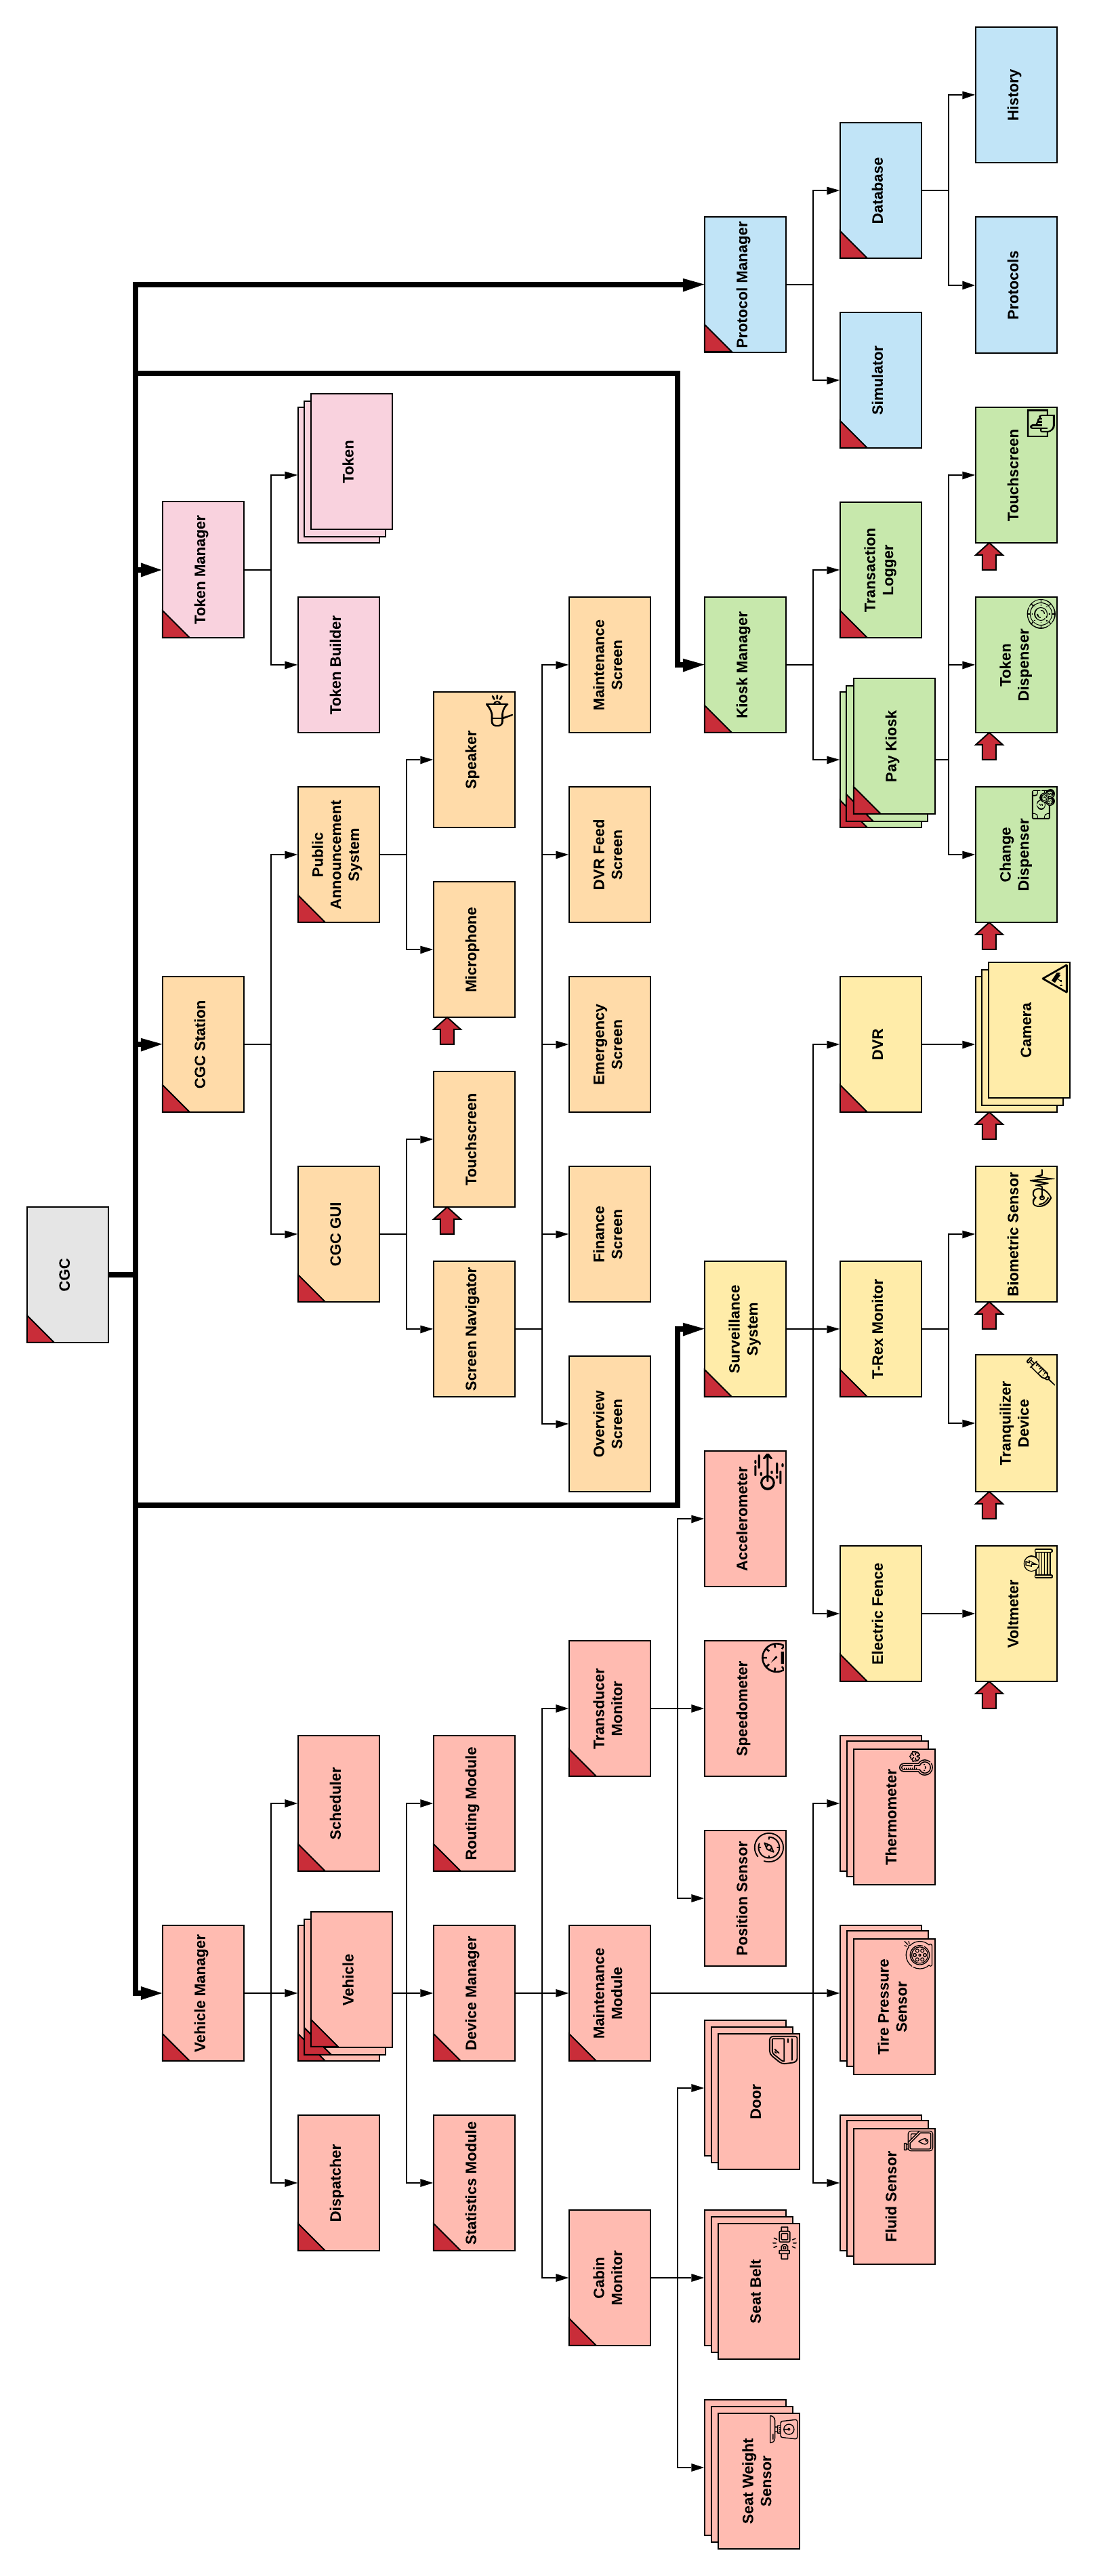 CGC
Vehicle Manager
CGC Station
Token Manager
Dispatcher
Vehicle
Scheduler
CGC GUI
Public
Announcement
System
Token Builder
Token
Statistics Module
Device Manager
Routing Module
Screen Navigator
Touchscreen
Microphone
Speaker
Cabin
Monitor
Maintenance
Module
Transducer
Monitor
Overview
Screen
Finance
Screen
Emergency
Screen
DVR Feed
Screen
Maintenance
Screen
Seat Weight
Sensor
Seat Belt
Door
Position Sensor
Speedometer
Accelerometer
Surveillance
System
Kiosk Manager
Protocol Manager
Fluid Sensor
Tire Pressure
Sensor
Thermometer
Electric Fence
T-Rex Monitor
DVR
Pay Kiosk
Transaction
Logger
Simulator
Database
Voltmeter
Tranquilizer
Device
Biometric Sensor
Camera
Change
Dispenser
Token
Dispenser
Touchscreen
Protocols
History